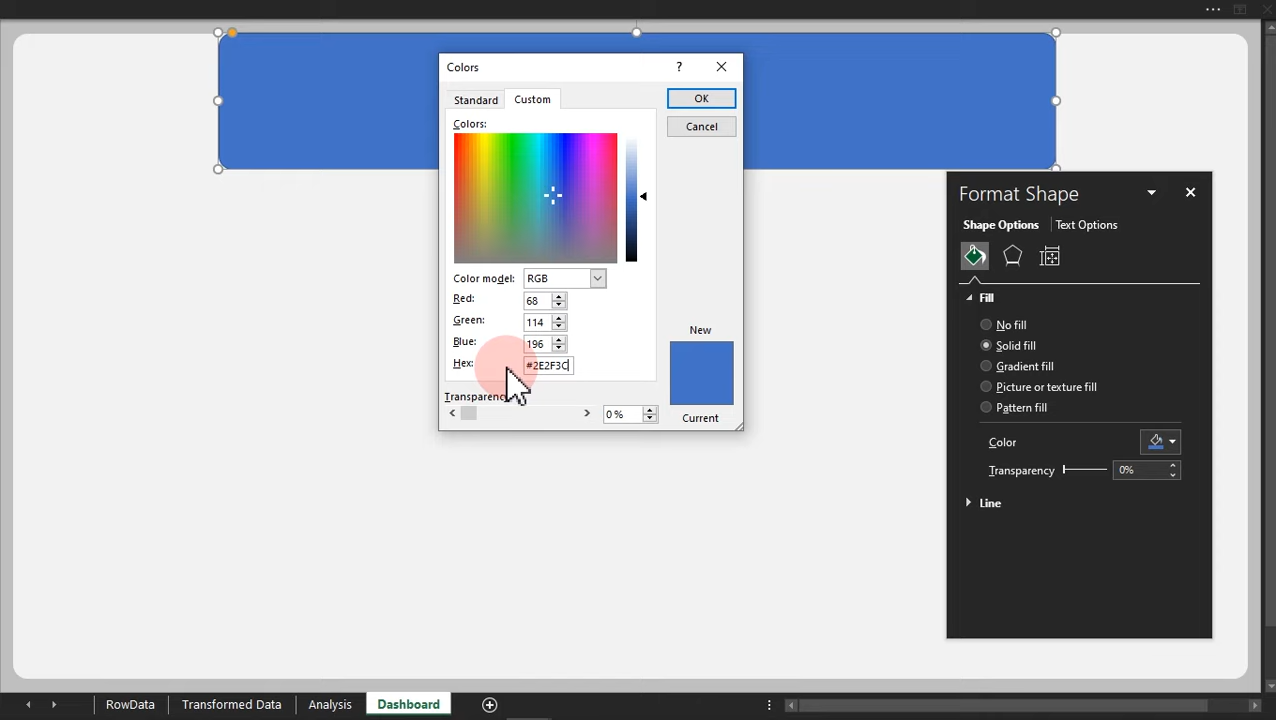 Colors
?
Standard
Custom
OK
Cancel
Colors:
Color model:
RGB
Red:
68
Green:
114
Blue:
196
Hex:
#2E2F3C
Transparency
0 %
New
Current
Format Shape
Shape Options
Text Options
Fill
No fill
Solid fill
Gradient fill
Picture or texture fill
Pattern fill
Color
Transparency
0%
Line
RowData
Transformed Data
Analysis
Dashboard